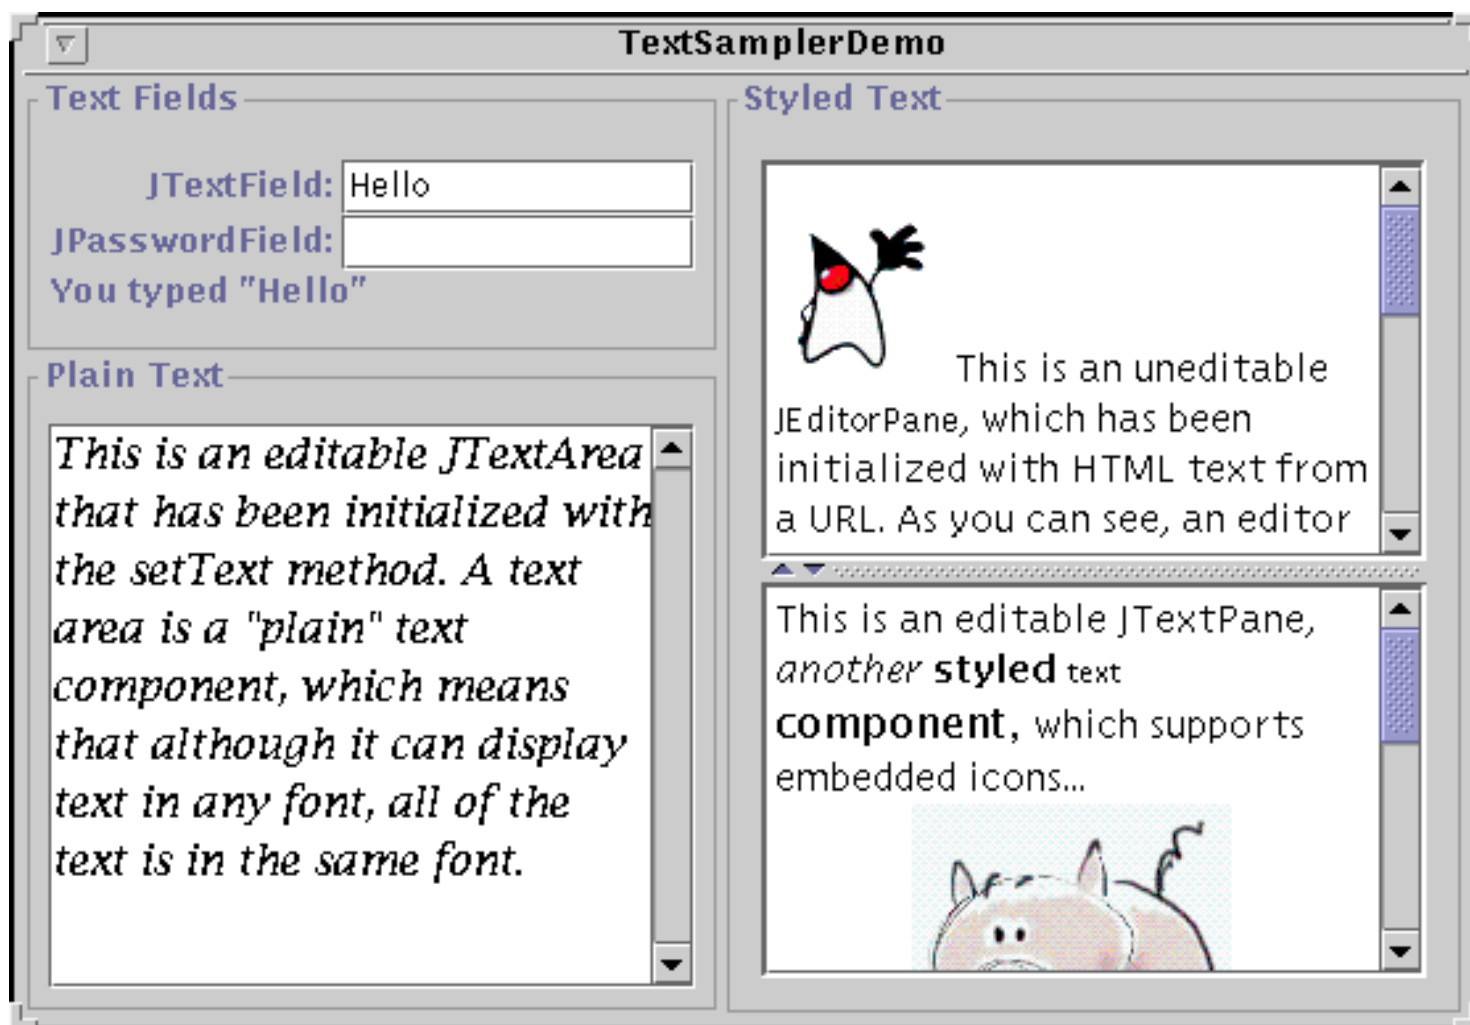 TextSamplerDemo
Text Fields
JTextField: Hello
JPasswordField:
You typed "Hello"
Plain Text
This is an editable JTextArea
that has been initialized with
the setText method. A text
area is a "plain" text
component, which means
that although it can display
text in any font, all of the
text is in the same font.
Styled Text
This is an uneditable
JEditorPane, which has been
initialized with HTML text from
a URL. As you can see, an editor
This is an editable JTextPane,
another styled text
component, which supports
embedded icons...